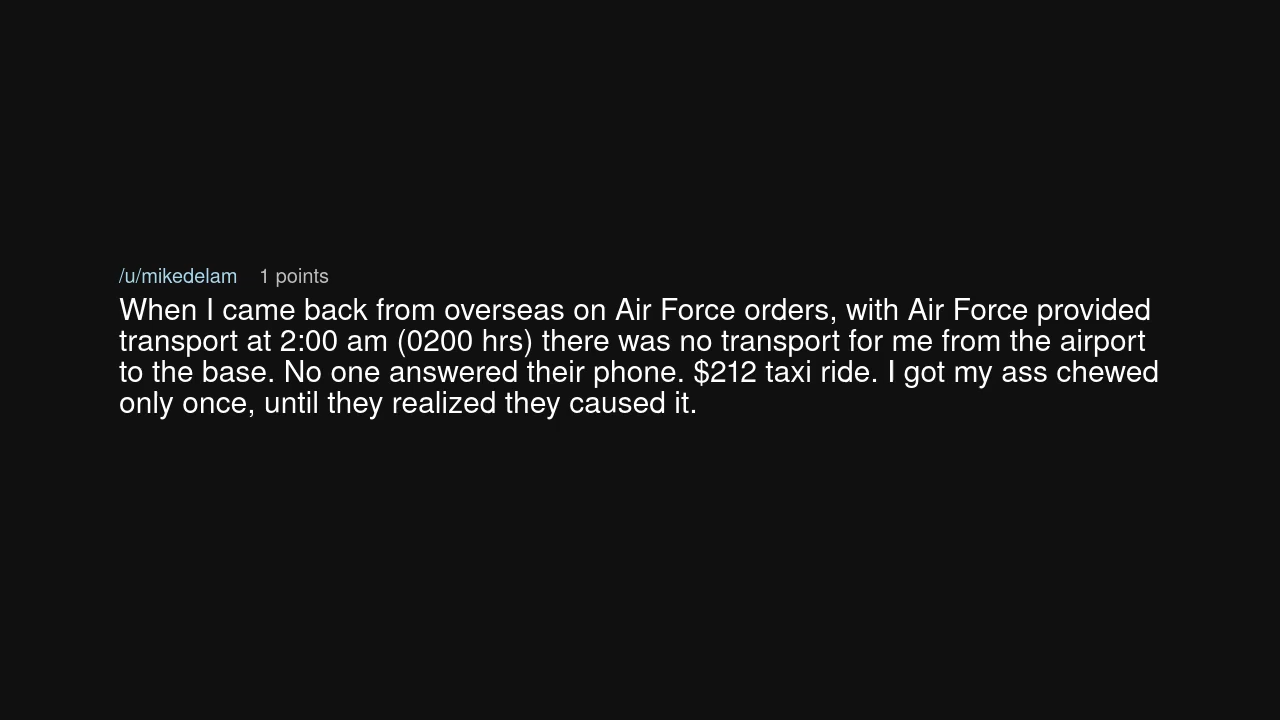 /u/mikedelam 1 points
When I came back from overseas on Air Force orders, with Air Force provided
transport at 2:00 am (0200 hrs) there was no transport for me from the airport
to the base. No one answered their phone. $212 taxi ride. I got my ass chewed
only once, until they realized they caused it.